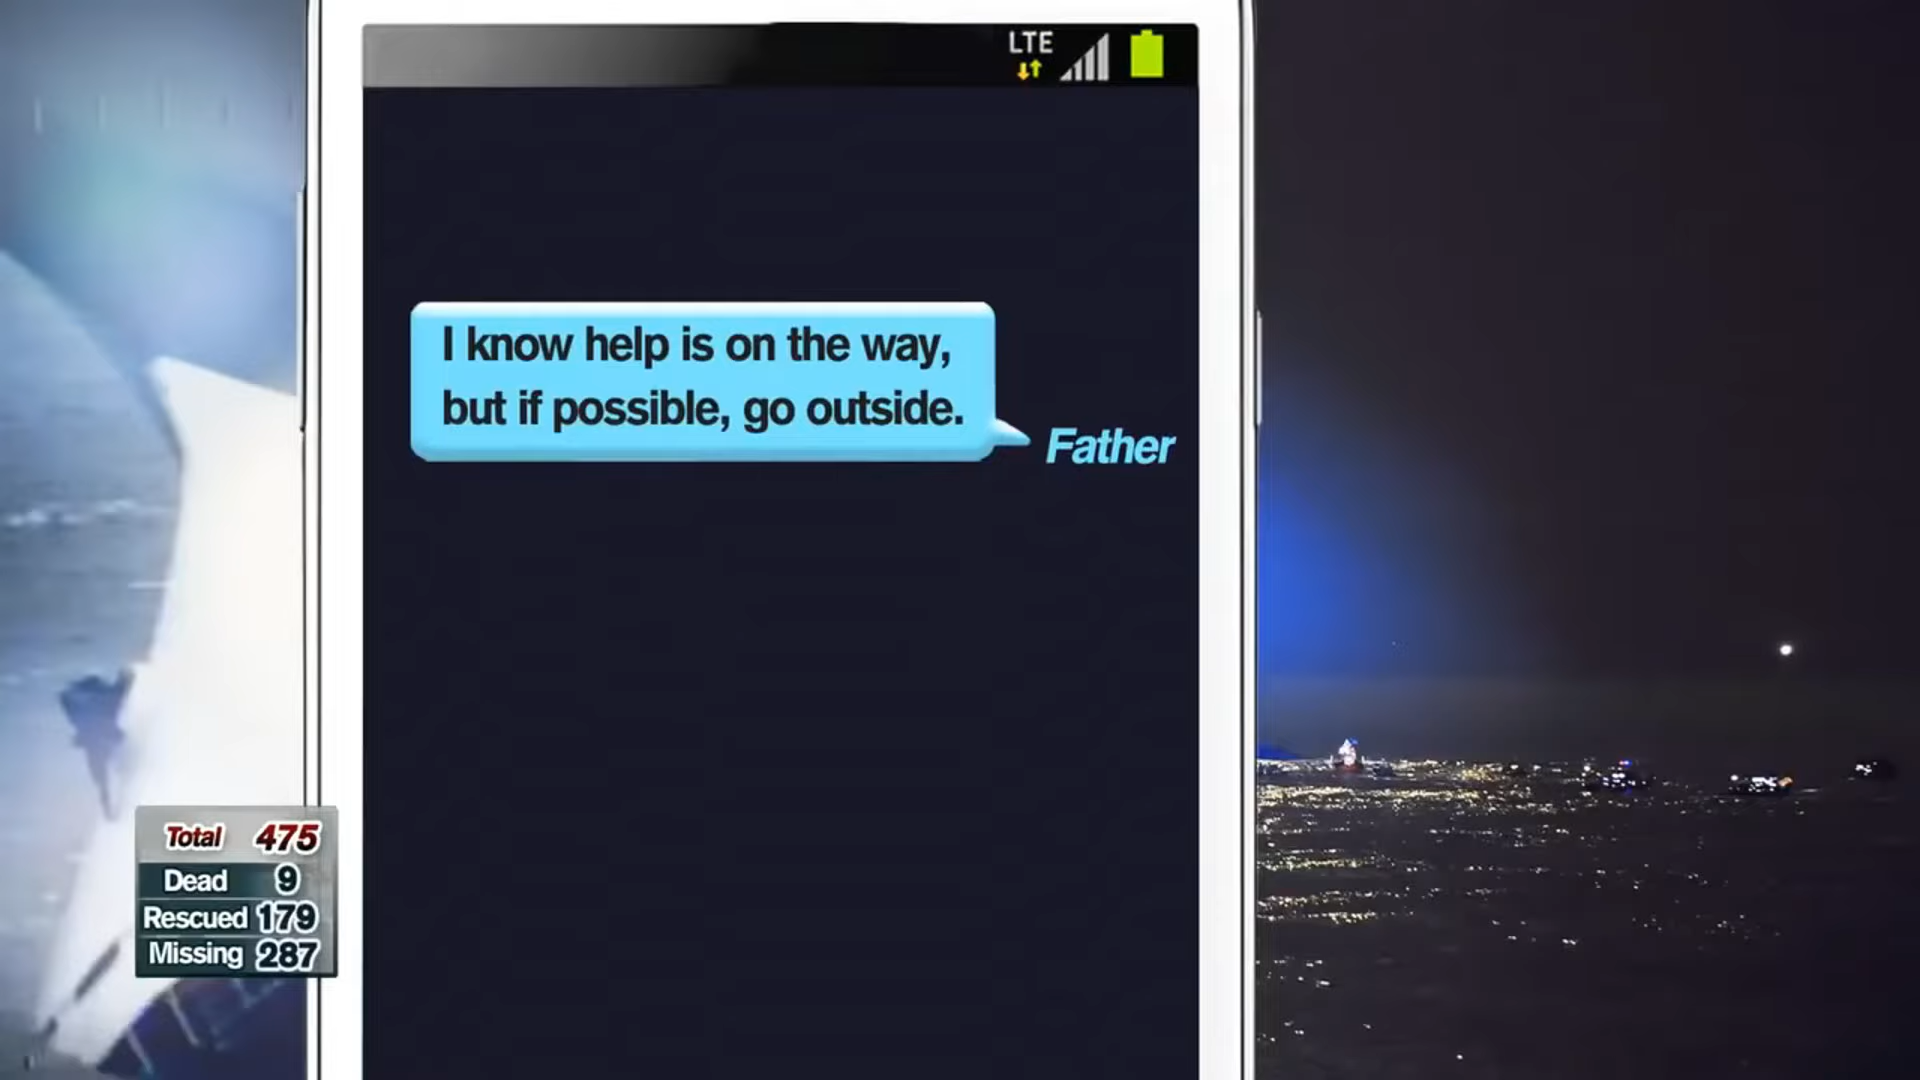 LTE
I know help is on the way,
but if possible, go outside.
Father
Total 475
Dead 9
Rescued 179
Missing 287